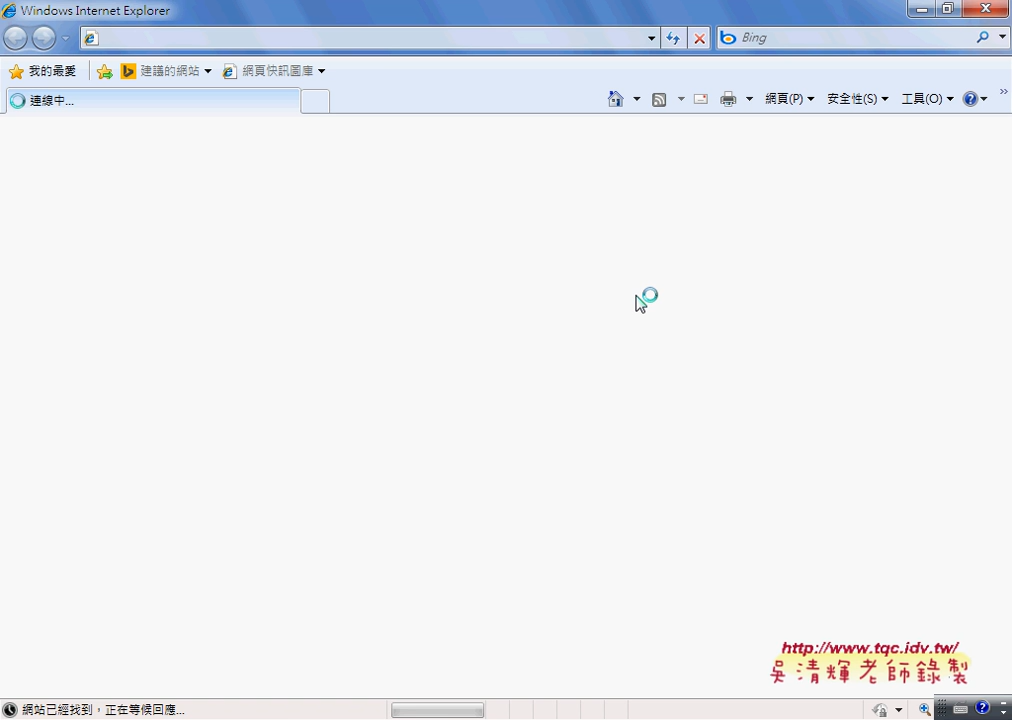 Windows Internet Explorer
Bing
我的最愛
建議的網站
網頁快訊圖庫
連線中...
網頁(P)
安全性(S)
工具(O)
http://www.tqc.idv.tw/
吳清輝老師錄製
網站已經找到，正在等候回應...